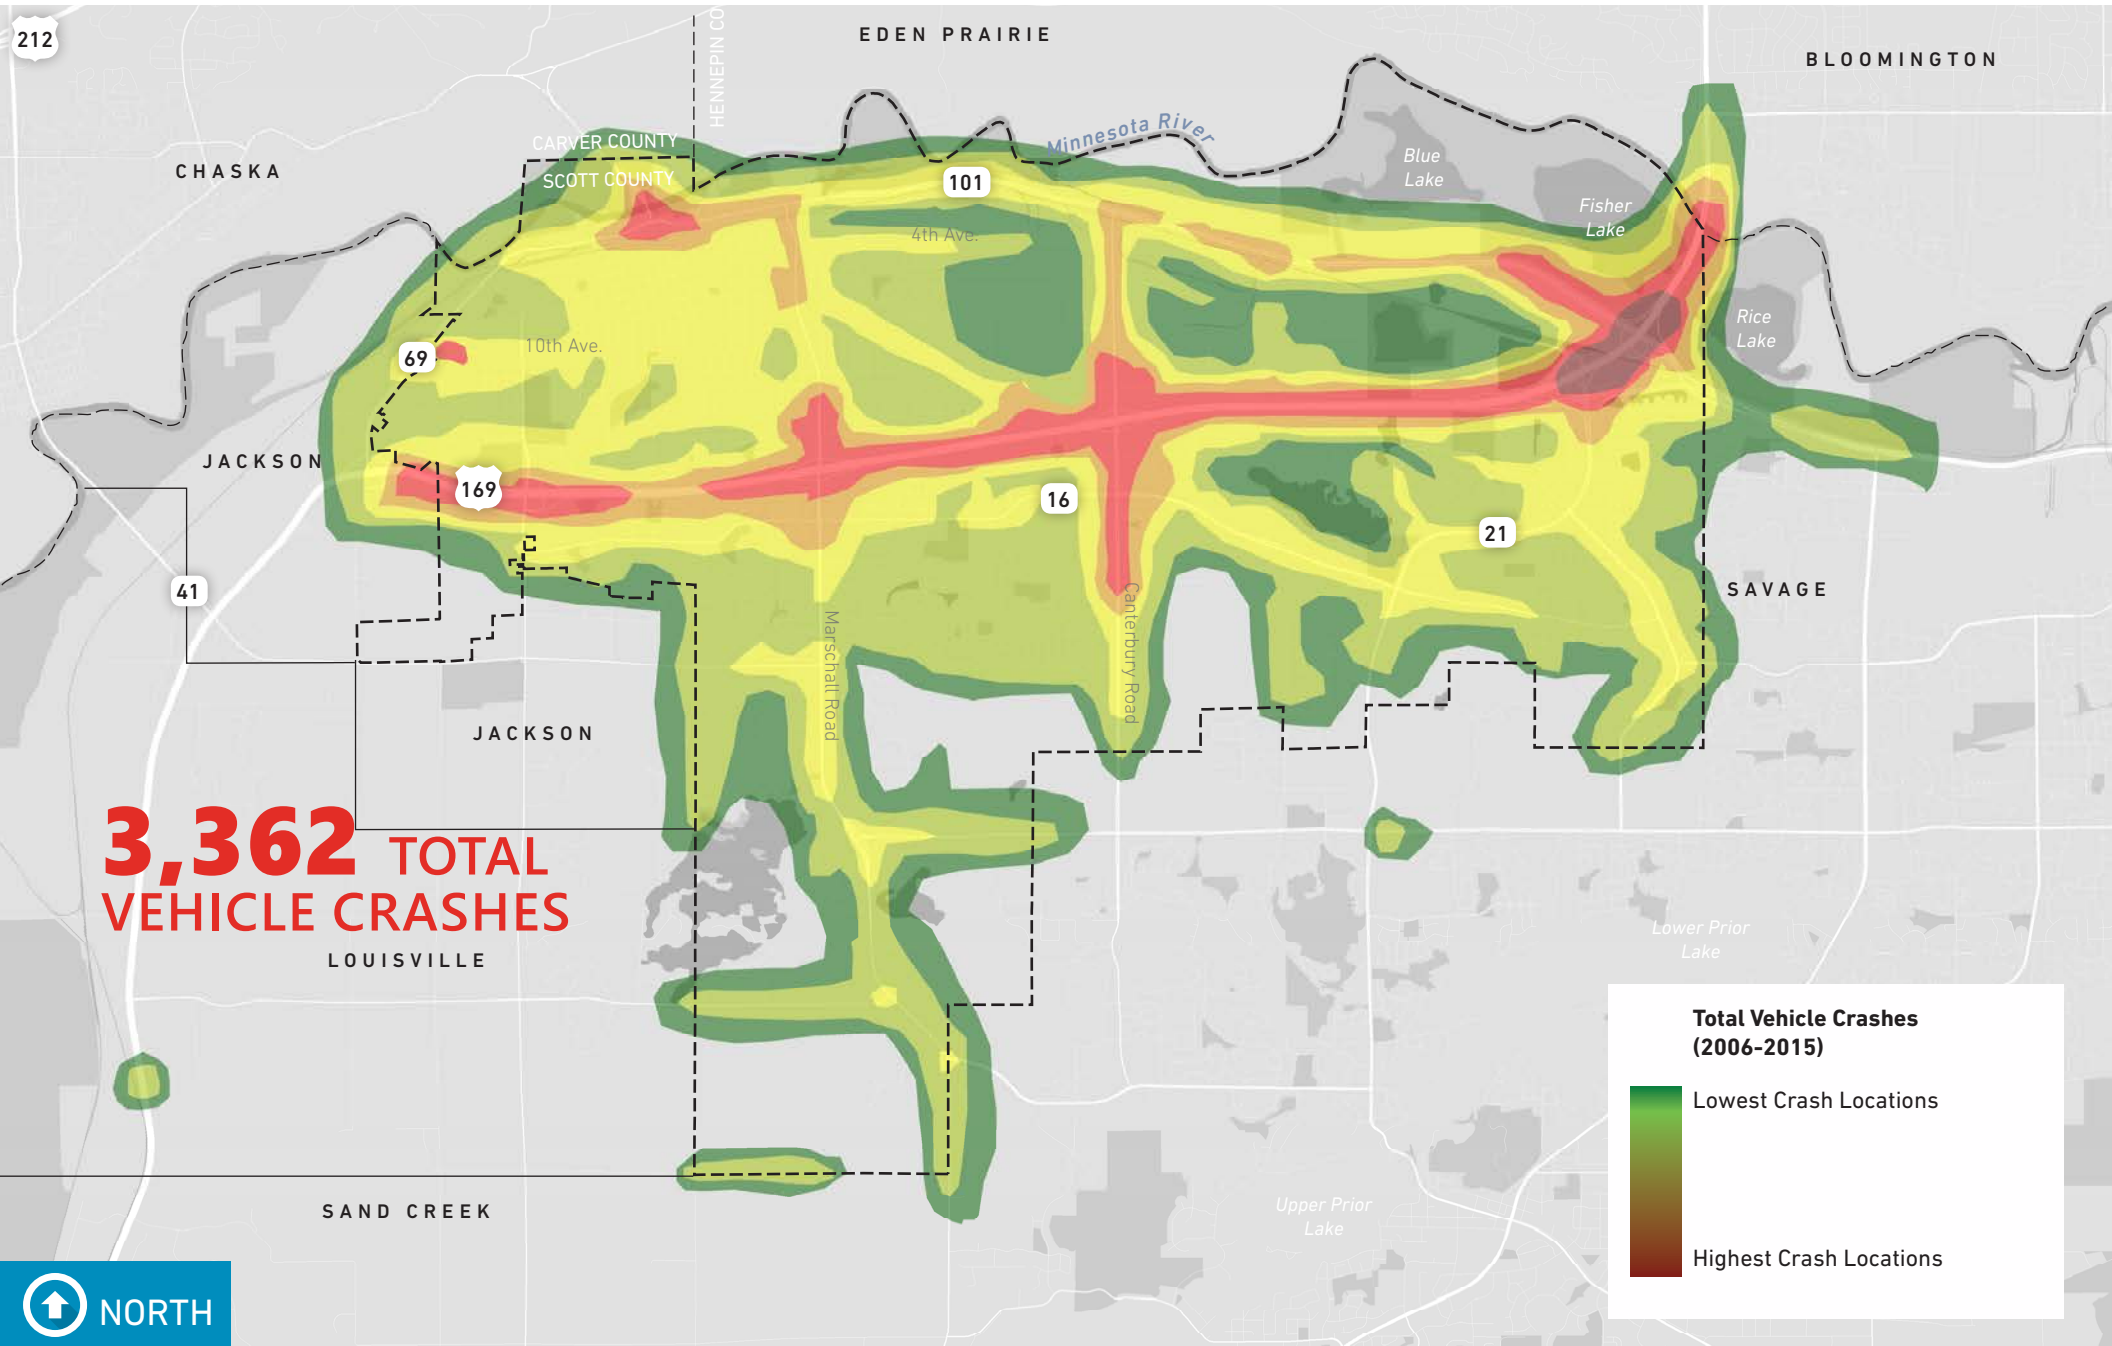 212
EDEN PRAIRIE
BLOOMINGTON
HENNEPIN CO
Minnesota River
CARVER COUNTY
SCOTT COUNTY
CHASKA
101
Blue
Lake
Fisher
Lake
4th Ave.
Rice
Lake
69
10th Ave.
JACKSON
169
16
21
41
SAVAGE
Marschall Road
Canterbury Road
JACKSON
3,362 TOTAL
VEHICLE CRASHES
LOUISVILLE
Lower Prior
Lake
Total Vehicle Crashes
(2006-2015)
Lowest Crash Locations
Highest Crash Locations
Upper Prior
Lake
SAND CREEK
NORTH